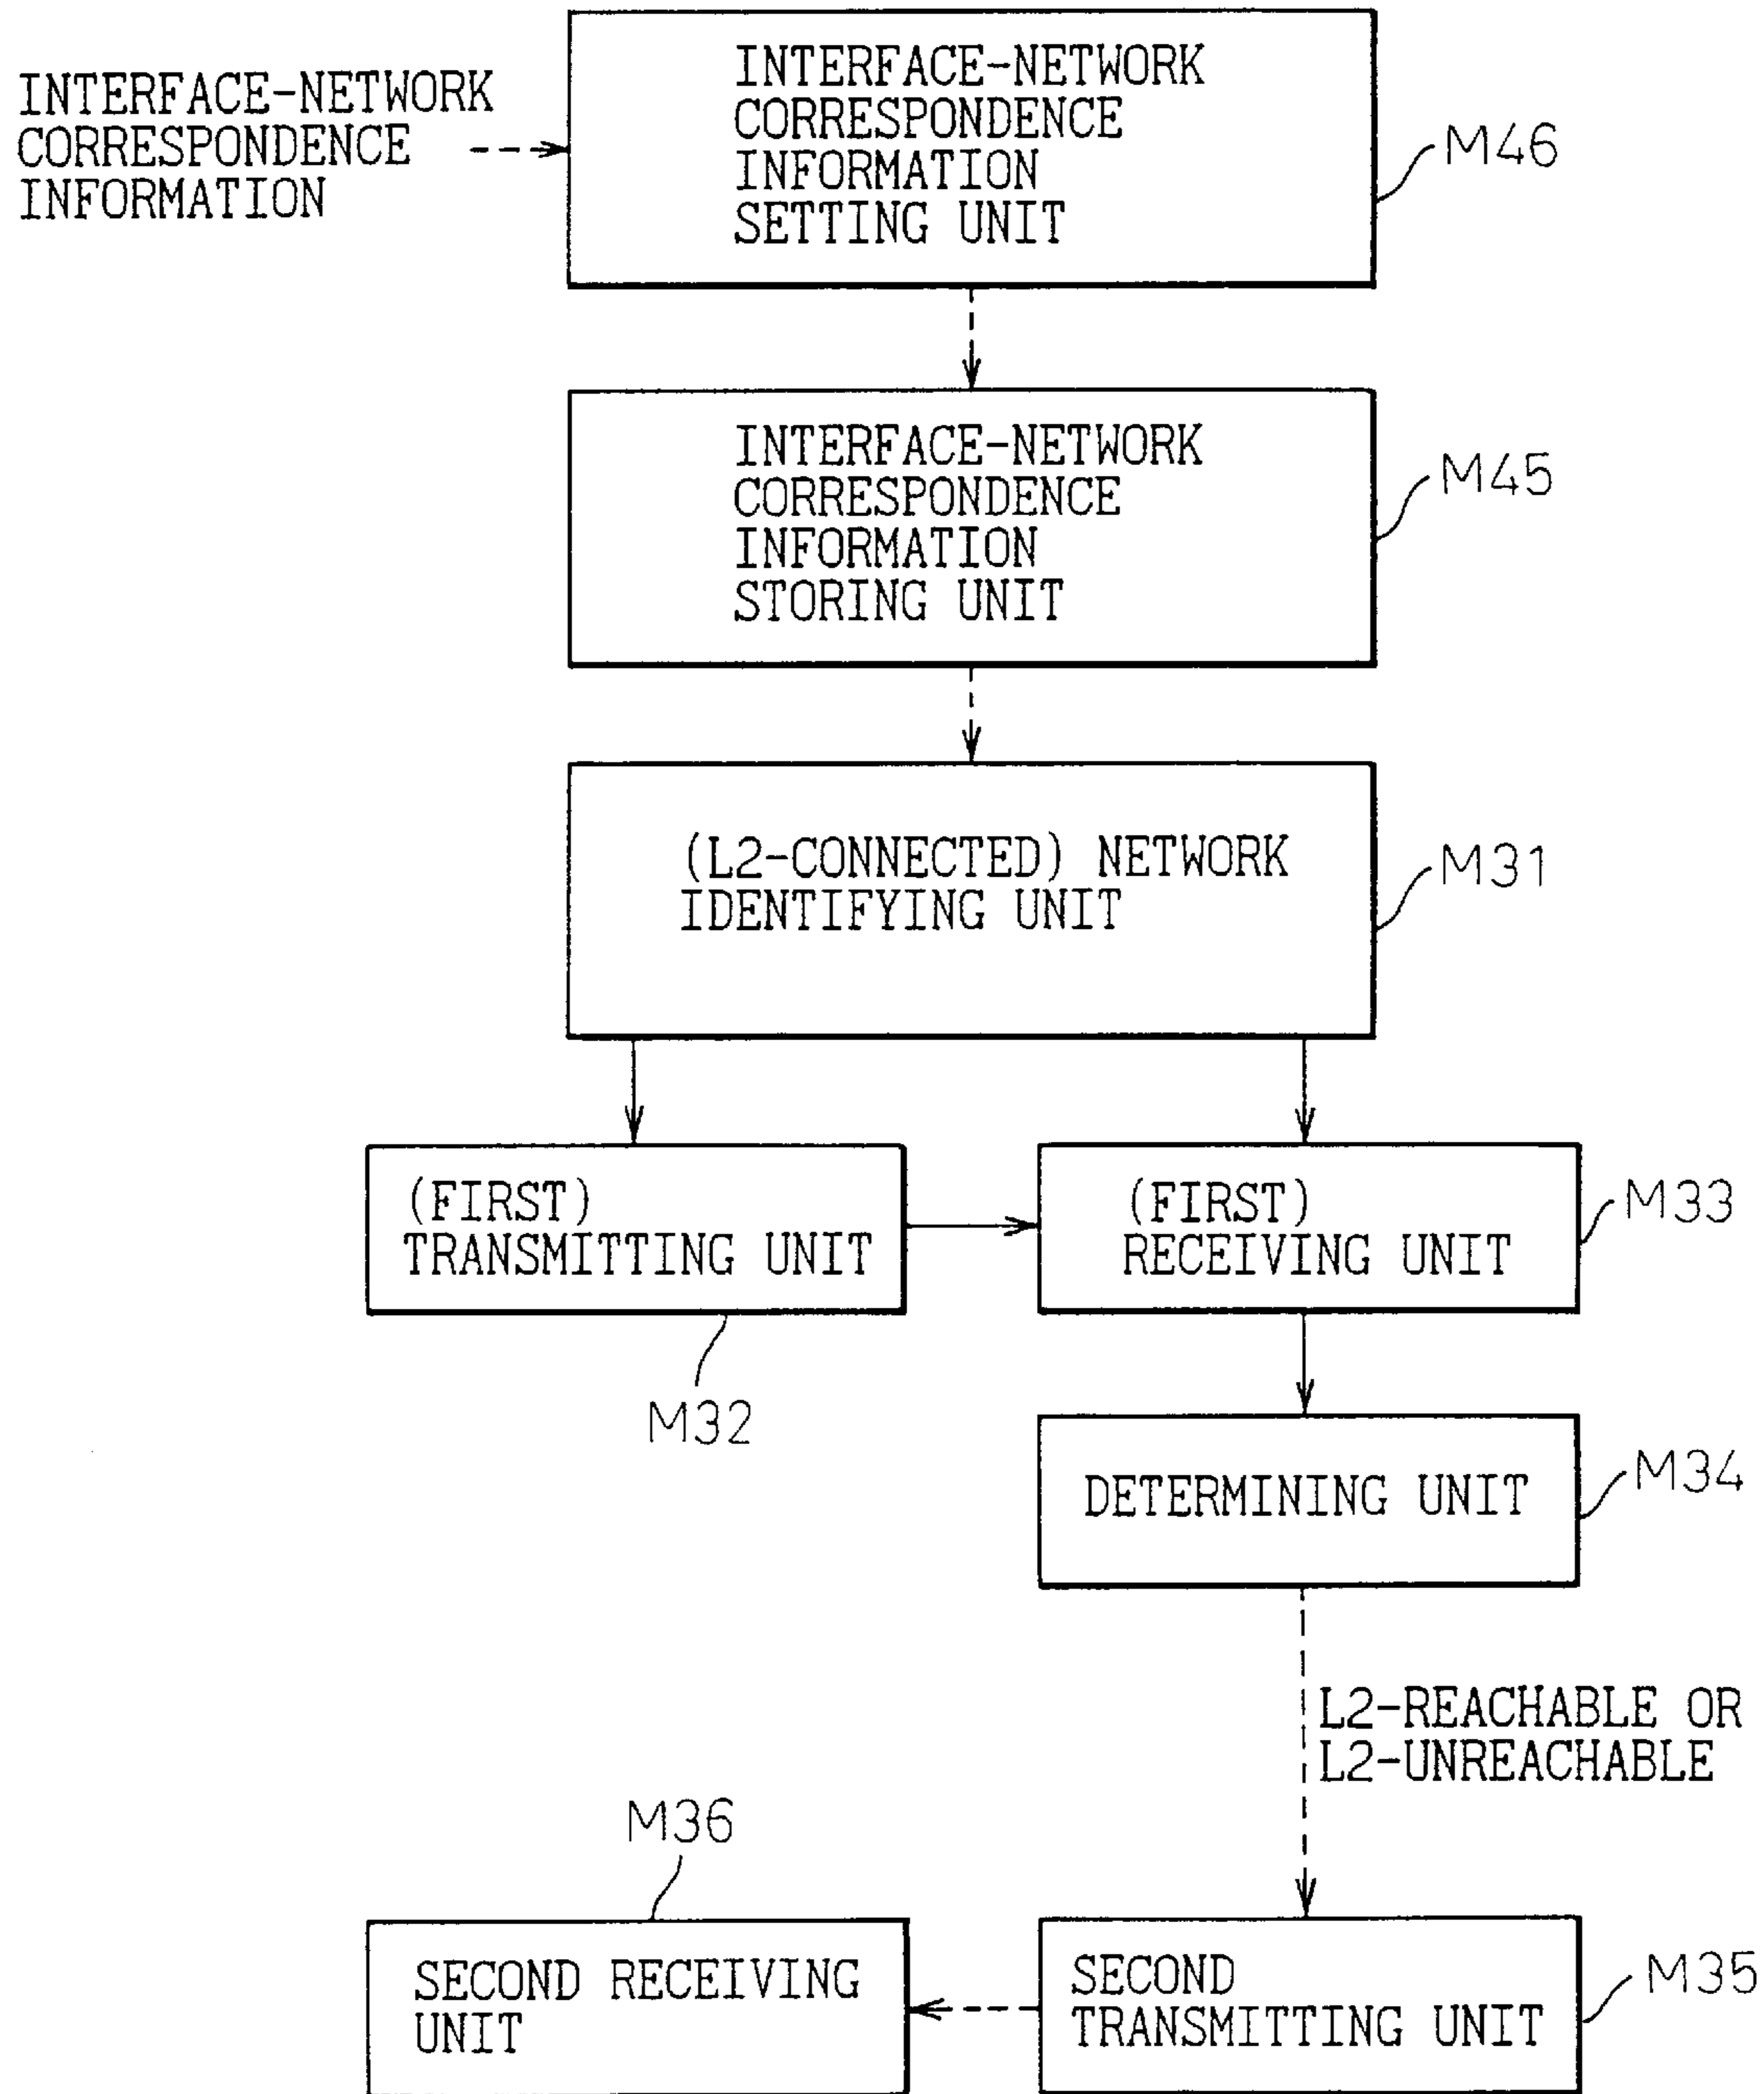 INTERFACE-NETWORK
CORRESPONDENCE
INFORMATION
INTERFACE-NETWORK
CORRESPONDENCE
INFORMATION
SETTING UNIT
M46
INTERFACE-NETWORK
CORRESPONDENCE
INFORMATION
STORING UNIT
M45
(L2-CONNECTED) NETWORK
IDENTIFYING UNIT
M31
(FIRST)
TRANSMITTING UNIT
M32
(FIRST)
RECEIVING UNIT
M33
DETERMINING UNIT
M34
L2-REACHABLE OR
L2-UNREACHABLE
M36
SECOND RECEIVING
UNIT
SECOND
TRANSMITTING UNIT
M35